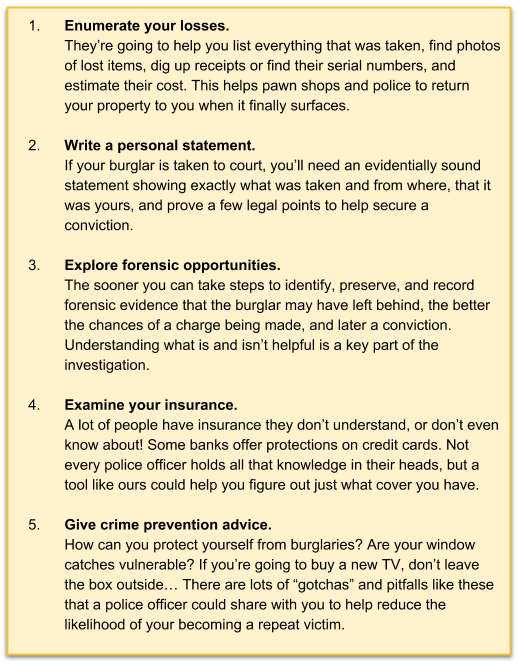 1. Enumerate your losses.
They’re going to help you list everything that was taken, find photos
of lost items, dig up receipts or find their serial numbers, and
estimate their cost. This helps pawn shops and police to return
your property to you when it finally surfaces.
2. Write a personal statement.
If your burglar is taken to court, you’ll need an evidentially sound
statement showing exactly what was taken and from where, that it
was yours, and prove a few legal points to help secure a
conviction.
3. Explore forensic opportunities.
The sooner you can take steps to identify, preserve, and record
forensic evidence that the burglar may have left behind, the better
the chances of a charge being made, and later a conviction.
Understanding what is and isn’t helpful is a key part of the
investigation.
4. Examine your insurance.
A lot of people have insurance they don’t understand, or don’t even
know about! Some banks offer protections on credit cards. Not
every police officer holds all that knowledge in their heads, but a
tool like ours could help you figure out just what cover you have.
5. Give crime prevention advice.
How can you protect yourself from burglaries? Are your window
catches vulnerable? If you’re going to buy a new TV, don’t leave
the box outside… There are lots of “gotchas” and pitfalls like these
that a police officer could share with you to help reduce the
likelihood of your becoming a repeat victim.